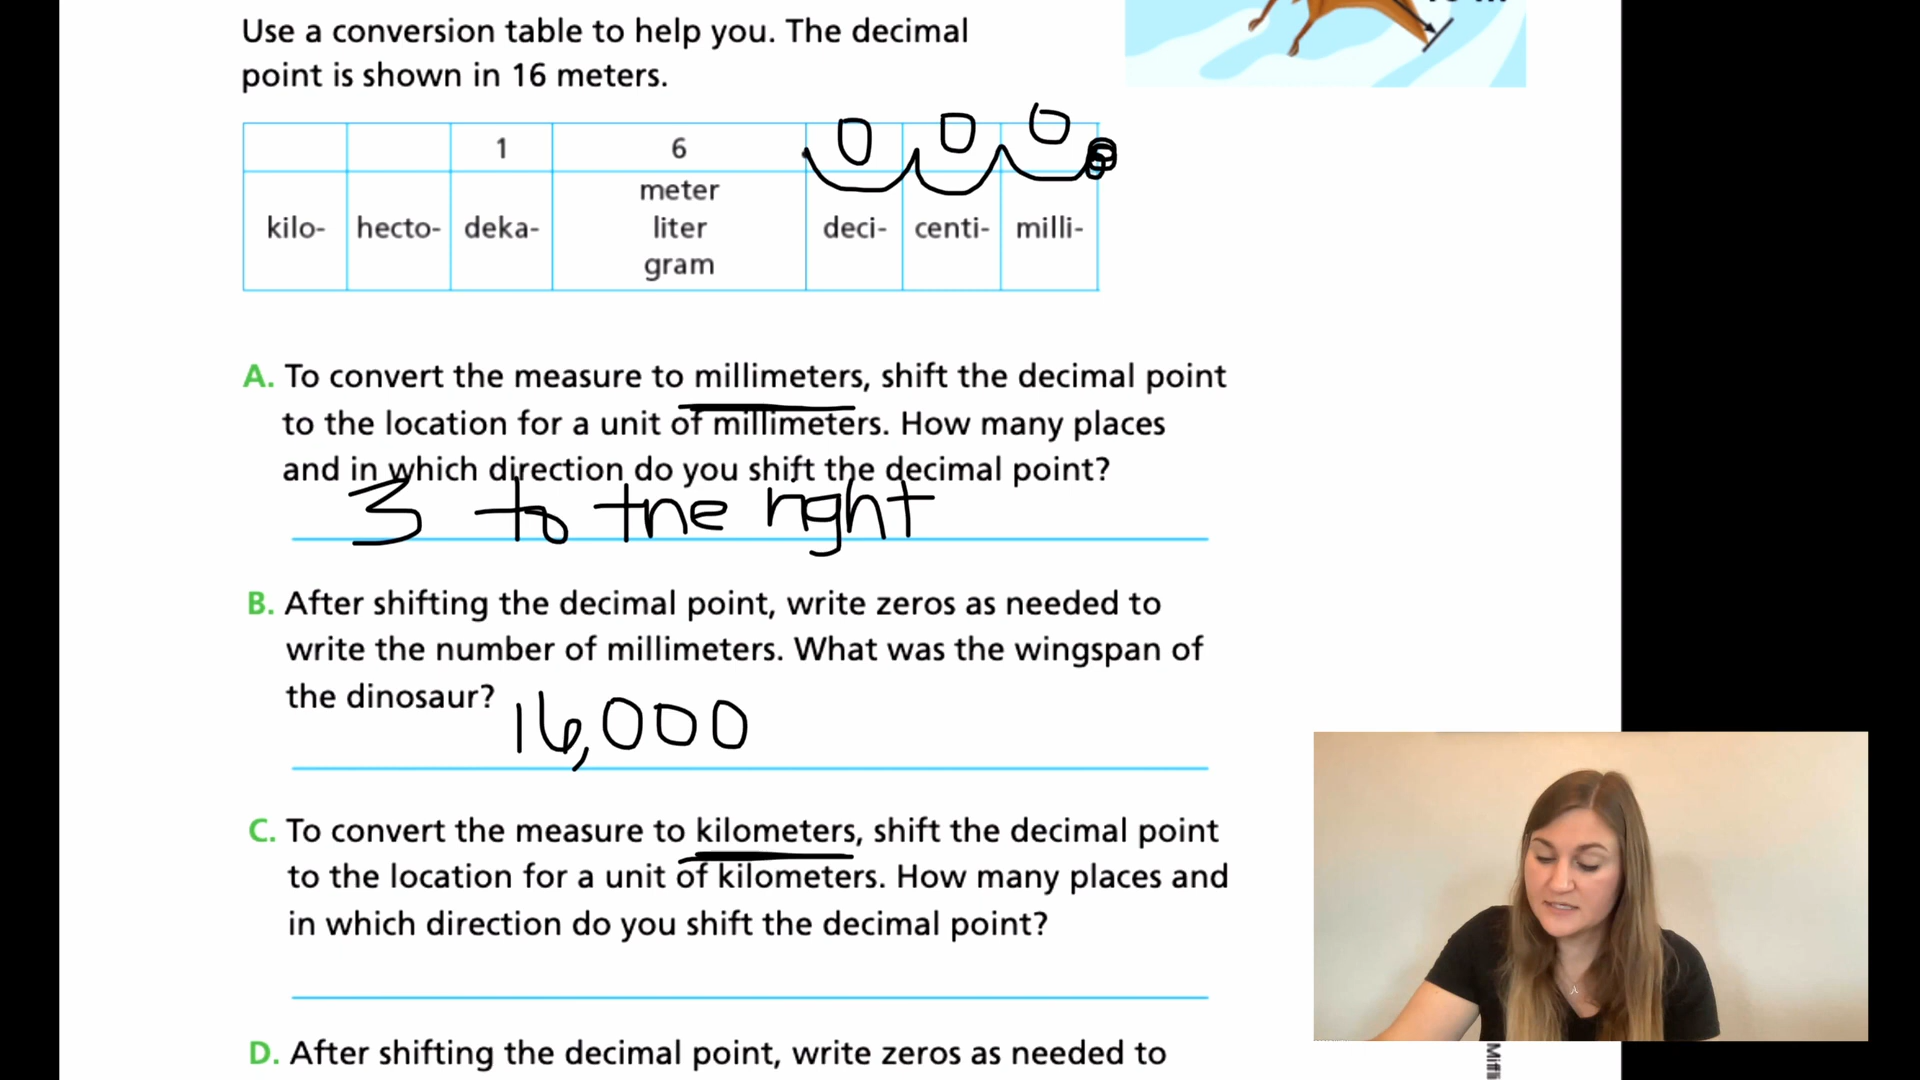 Use a conversion table to help you. The decimal
point is shown in 16 meters.
1 6 0 0 0.
meter
kilo- hecto- deka- liter deci- centi- milli-
gram
A. To convert the measure to millimeters, shift the decimal point
to the location for a unit of millimeters. How many places
and in which direction do you shift the decimal point?
3 to the right
B. After shifting the decimal point, write zeros as needed to
write the number of millimeters. What was the wingspan of
the dinosaur? 16,000
C. To convert the measure to kilometers, shift the decimal point
to the location for a unit of kilometers. How many places and
in which direction do you shift the decimal point?
D. After shifting the decimal point, write zeros as needed to